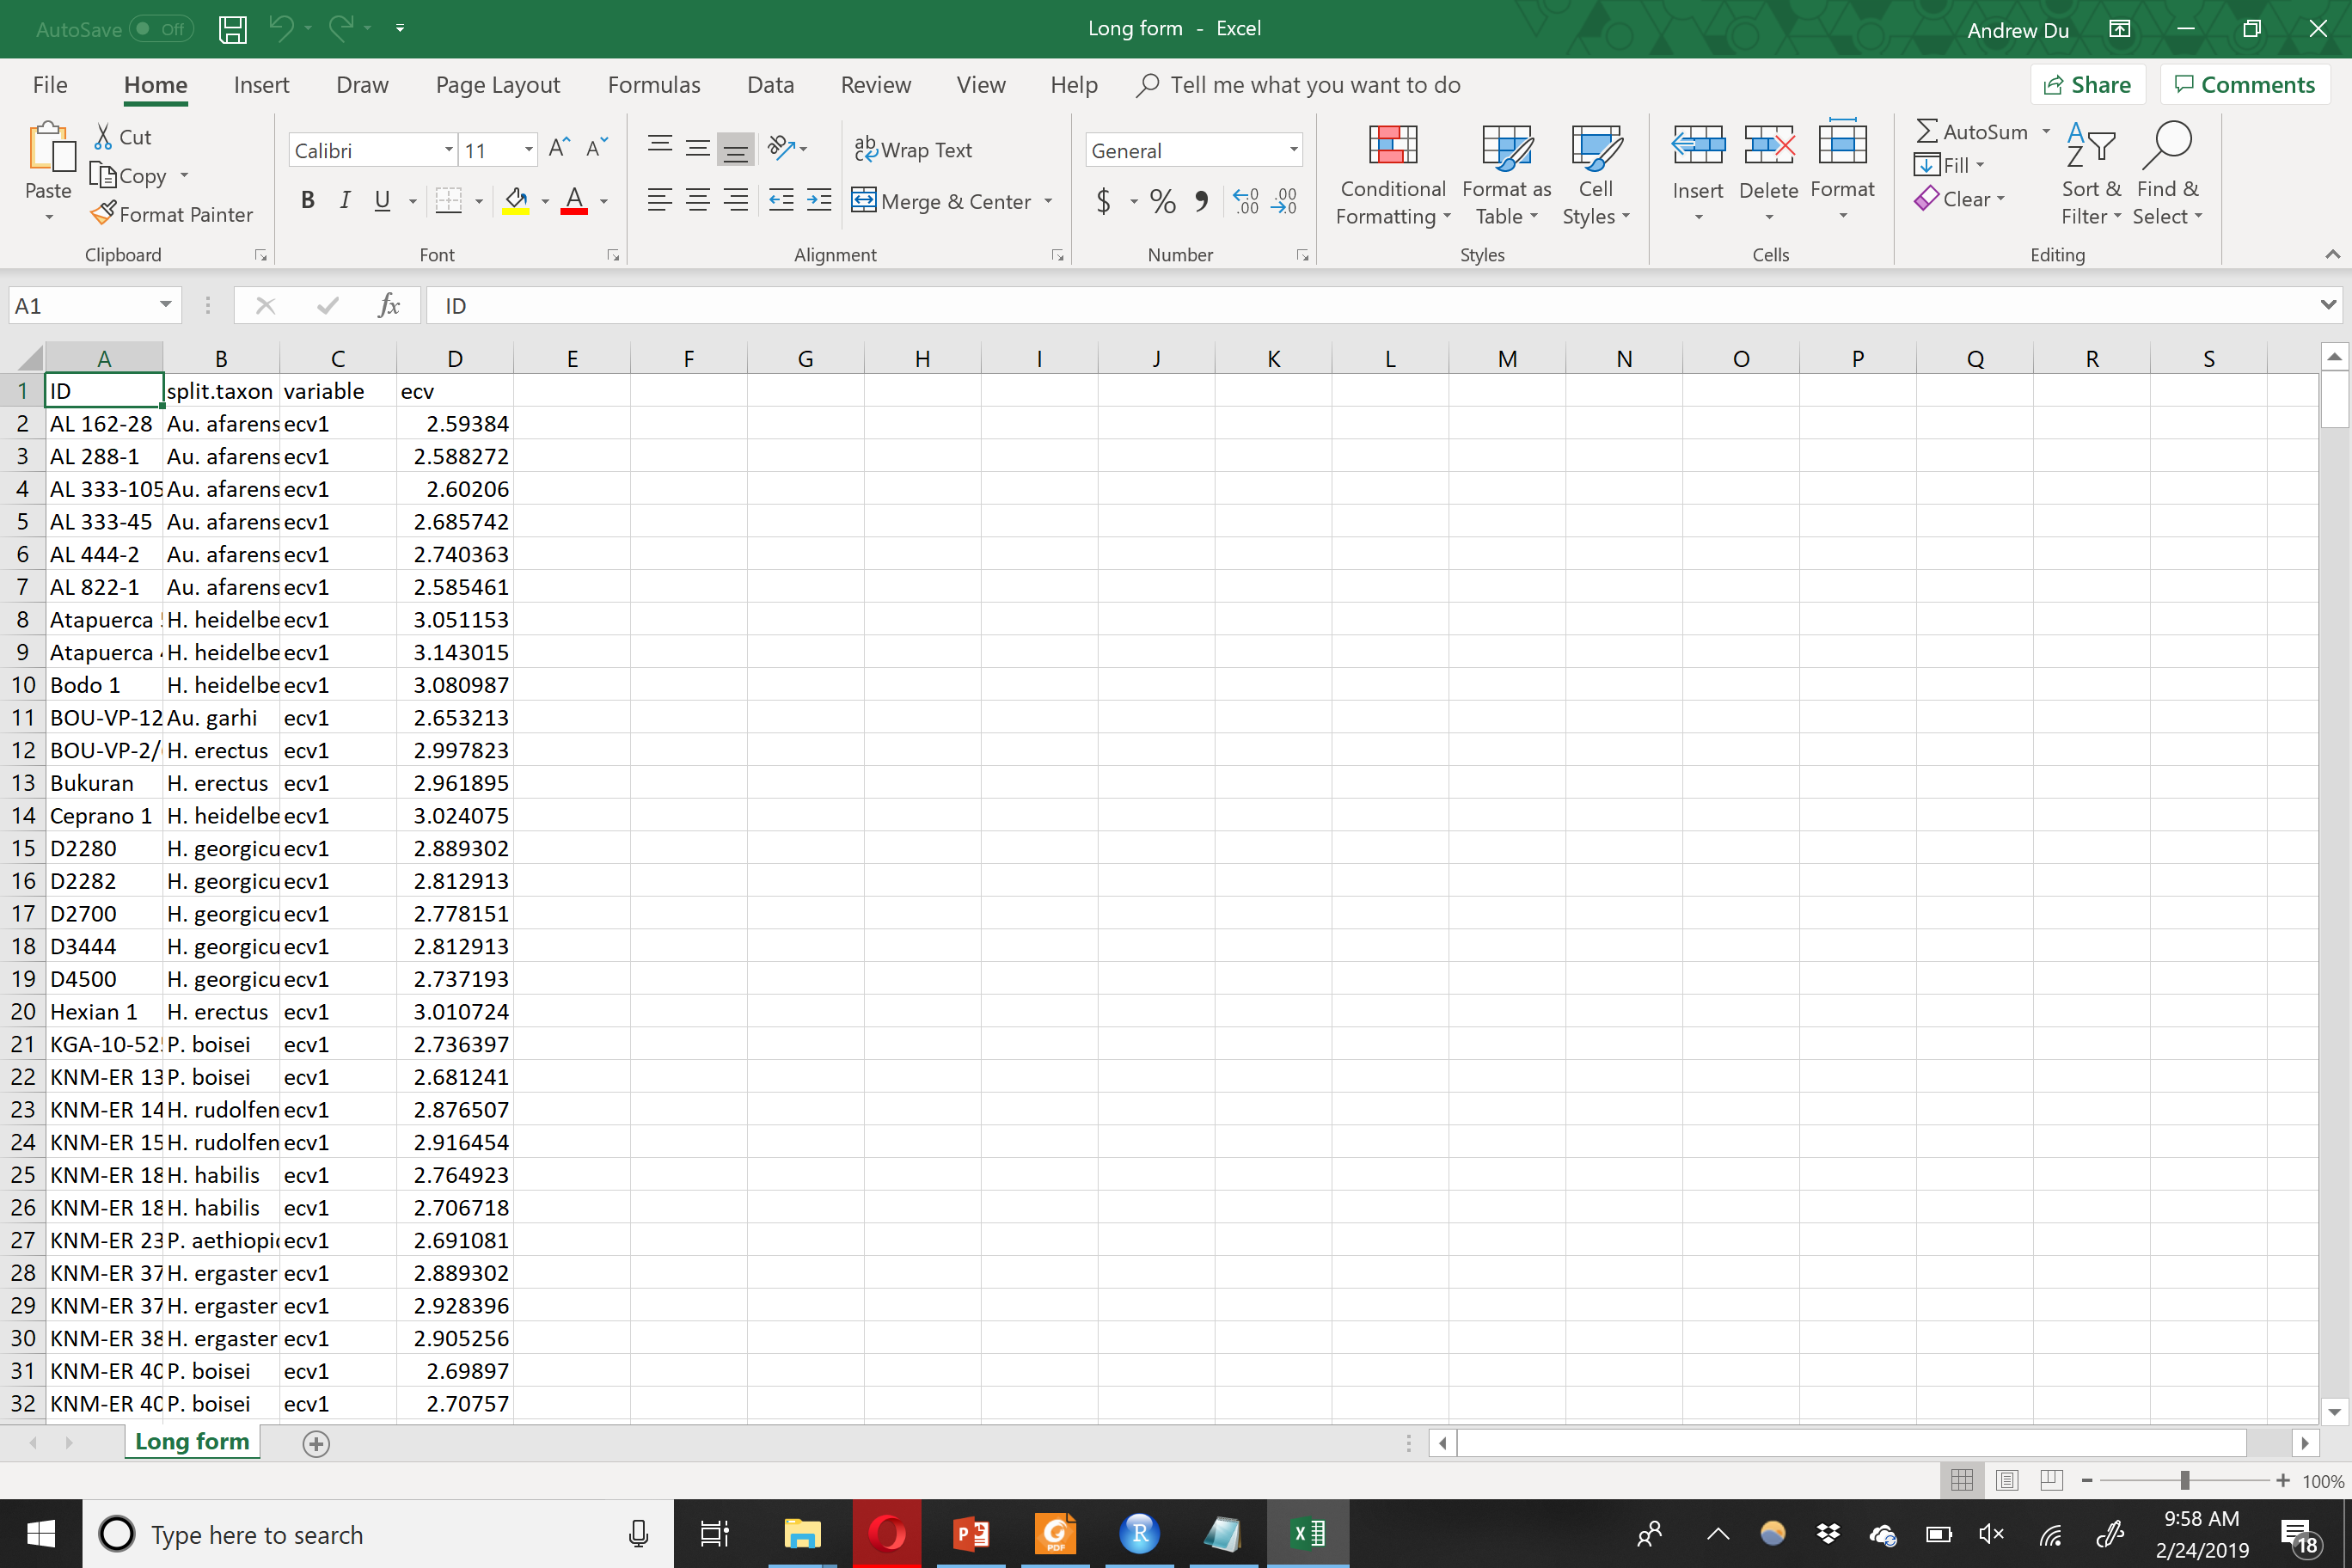 AutoSave Off Long form - Excel Andrew Du
File Home Insert Draw Page Layout Formulas Data Review View Help Tell me what you want to do Share Comments
Paste Cut Copy Format Painter Clipboard
Calibri 11 B I U A Font
Wrap Text Merge & Center Alignment
General $ % Number
Conditional Formatting Format as Table Cell Styles Styles
Insert Delete Format Cells
AutoSum Fill Clear Sort & Filter Find & Select Editing
A1 fx ID
A B C D E F G H I J K L M N O P Q R S
1 ID split.taxon variable ecv
2 AL 162-28 Au. afarens ecv1 2.59384
3 AL 288-1 Au. afarens ecv1 2.588272
4 AL 333-105 Au. afarens ecv1 2.60206
5 AL 333-45 Au. afarens ecv1 2.685742
6 AL 444-2 Au. afarens ecv1 2.740363
7 AL 822-1 Au. afarens ecv1 2.585461
8 Atapuerca H. heidelbe ecv1 3.051153
9 Atapuerca H. heidelbe ecv1 3.143015
10 Bodo 1 H. heidelbe ecv1 3.080987
11 BOU-VP-12 Au. garhi ecv1 2.653213
12 BOU-VP-2/ H. erectus ecv1 2.997823
13 Bukuran H. erectus ecv1 2.961895
14 Ceprano 1 H. heidelbe ecv1 3.024075
15 D2280 H. georgicu ecv1 2.889302
16 D2282 H. georgicu ecv1 2.812913
17 D2700 H. georgicu ecv1 2.778151
18 D3444 H. georgicu ecv1 2.812913
19 D4500 H. georgicu ecv1 2.737193
20 Hexian 1 H. erectus ecv1 3.010724
21 KGA-10-52 P. boisei ecv1 2.736397
22 KNM-ER 13 P. boisei ecv1 2.681241
23 KNM-ER 14 H. rudolfen ecv1 2.876507
24 KNM-ER 15 H. rudolfen ecv1 2.916454
25 KNM-ER 18 H. habilis ecv1 2.764923
26 KNM-ER 18 H. habilis ecv1 2.706718
27 KNM-ER 23 P. aethiopi ecv1 2.691081
28 KNM-ER 37 H. ergaster ecv1 2.889302
29 KNM-ER 37 H. ergaster ecv1 2.928396
30 KNM-ER 38 H. ergaster ecv1 2.905256
31 KNM-ER 40 P. boisei ecv1 2.69897
32 KNM-ER 40 P. boisei ecv1 2.70757
Long form
100%
Type here to search 9:58 AM
2/24/2019 18